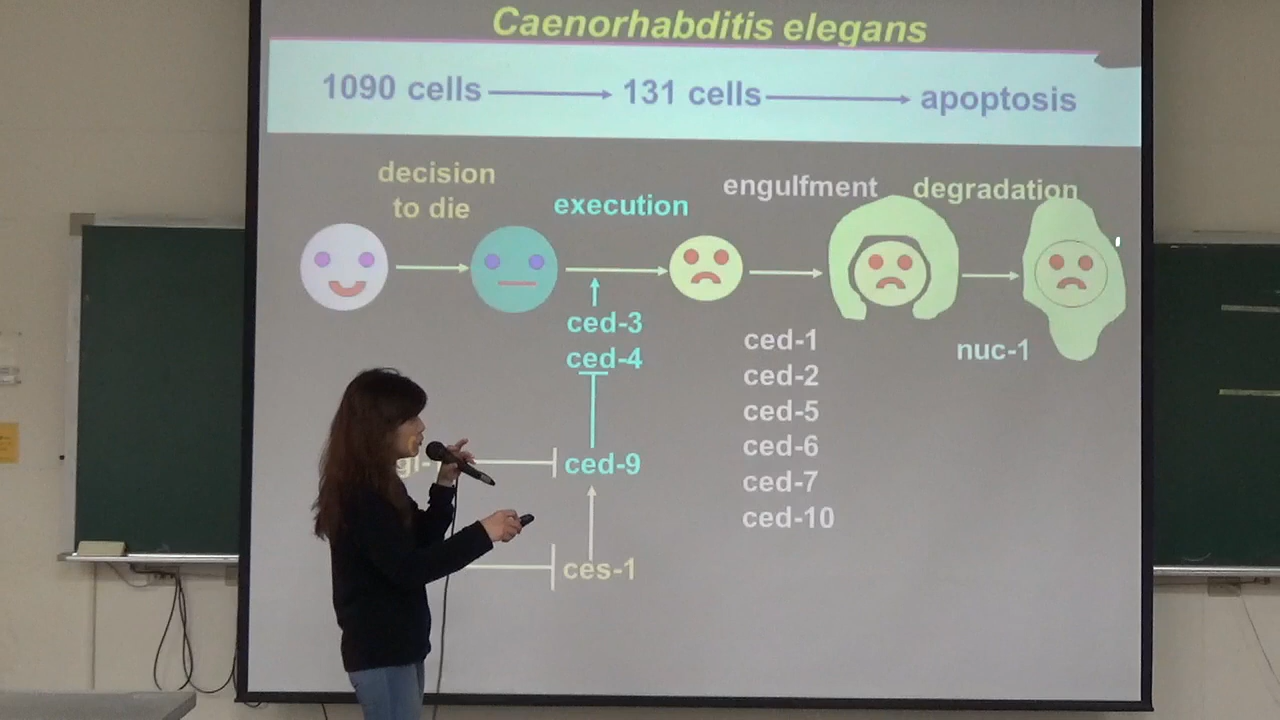 Caenorhabditis elegans
1090 cells 131 cells apoptosis
decision
to die
execution
engulfment
degradation
ced-3
ced-4
ced-9
ces-1
ced-1
ced-2
ced-5
ced-6
ced-7
ced-10
nuc-1